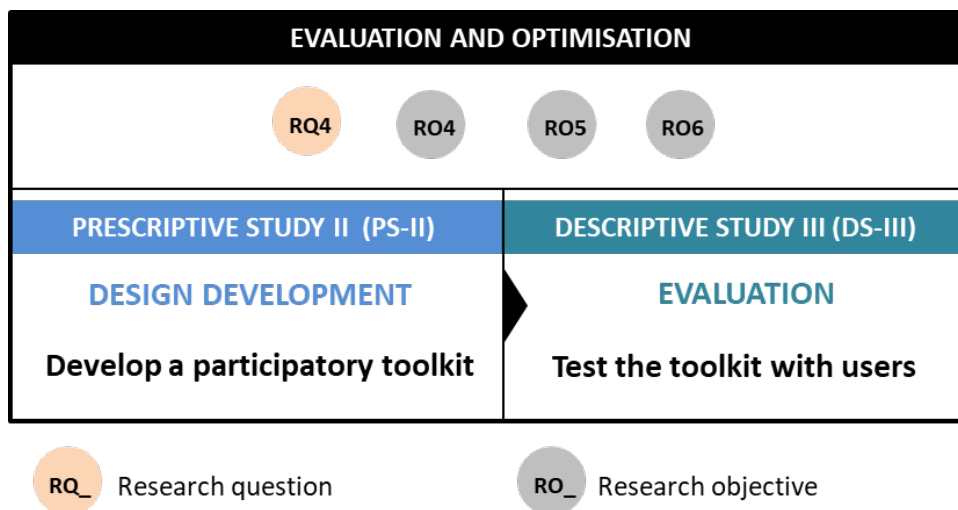 EVALUATION AND OPTIMISATION
RQ4 RO4 RO5 RO6
PRESCRIPTIVE STUDY II (PS-II)
DESIGN DEVELOPMENT
Develop a participatory toolkit
DESCRIPTIVE STUDY III (DS-III)
EVALUATION
Test the toolkit with users
RQ_ Research question
RO_ Research objective